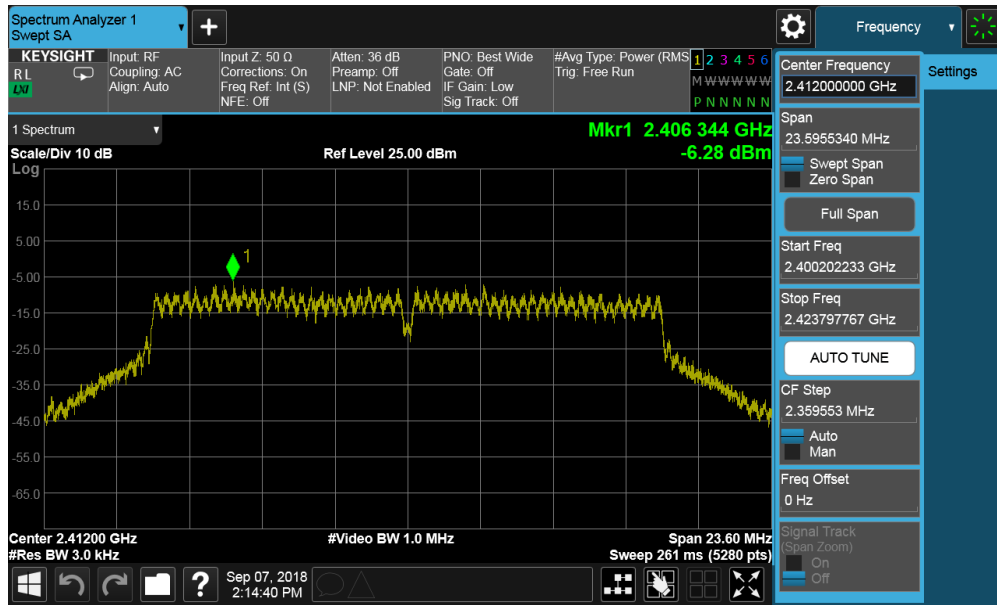 Spectrum Analyzer 1
Swept SA
+
Frequency
KEYSIGHT
RL
LXI
Input: RF
Coupling: AC
Align: Auto
Input Z: 50 Ω
Corrections: On
Freq Ref: Int (S)
NFE: Off
Atten: 36 dB
Preamp: Off
LNP: Not Enabled
PNO: Best Wide
Gate: Off
IF Gain: Low
Sig Track: Off
#Avg Type: Power (RMS
Trig: Free Run
1 2 3 4 5 6
M W W W W W
P N N N N N
1 Spectrum
Mkr1 2.406 344 GHz
Scale/Div 10 dB
Ref Level 25.00 dBm
-6.28 dBm
Log
15.0
5.00
-5.00
-15.0
-25.0
-35.0
-45.0
-55.0
-65.0
1
Center 2.41200 GHz
#Video BW 1.0 MHz
Span 23.60 MHz
#Res BW 3.0 kHz
Sweep 261 ms (5280 pts)
?
Sep 07, 2018
2:14:40 PM
Center Frequency
2.412000000 GHz
Span
23.5955340 MHz
Swept Span
Zero Span
Full Span
Start Freq
2.400202233 GHz
Stop Freq
2.423797767 GHz
AUTO TUNE
CF Step
2.359553 MHz
Auto
Man
Freq Offset
0 Hz
Signal Track
(Span Zoom)
On
Off
Settings